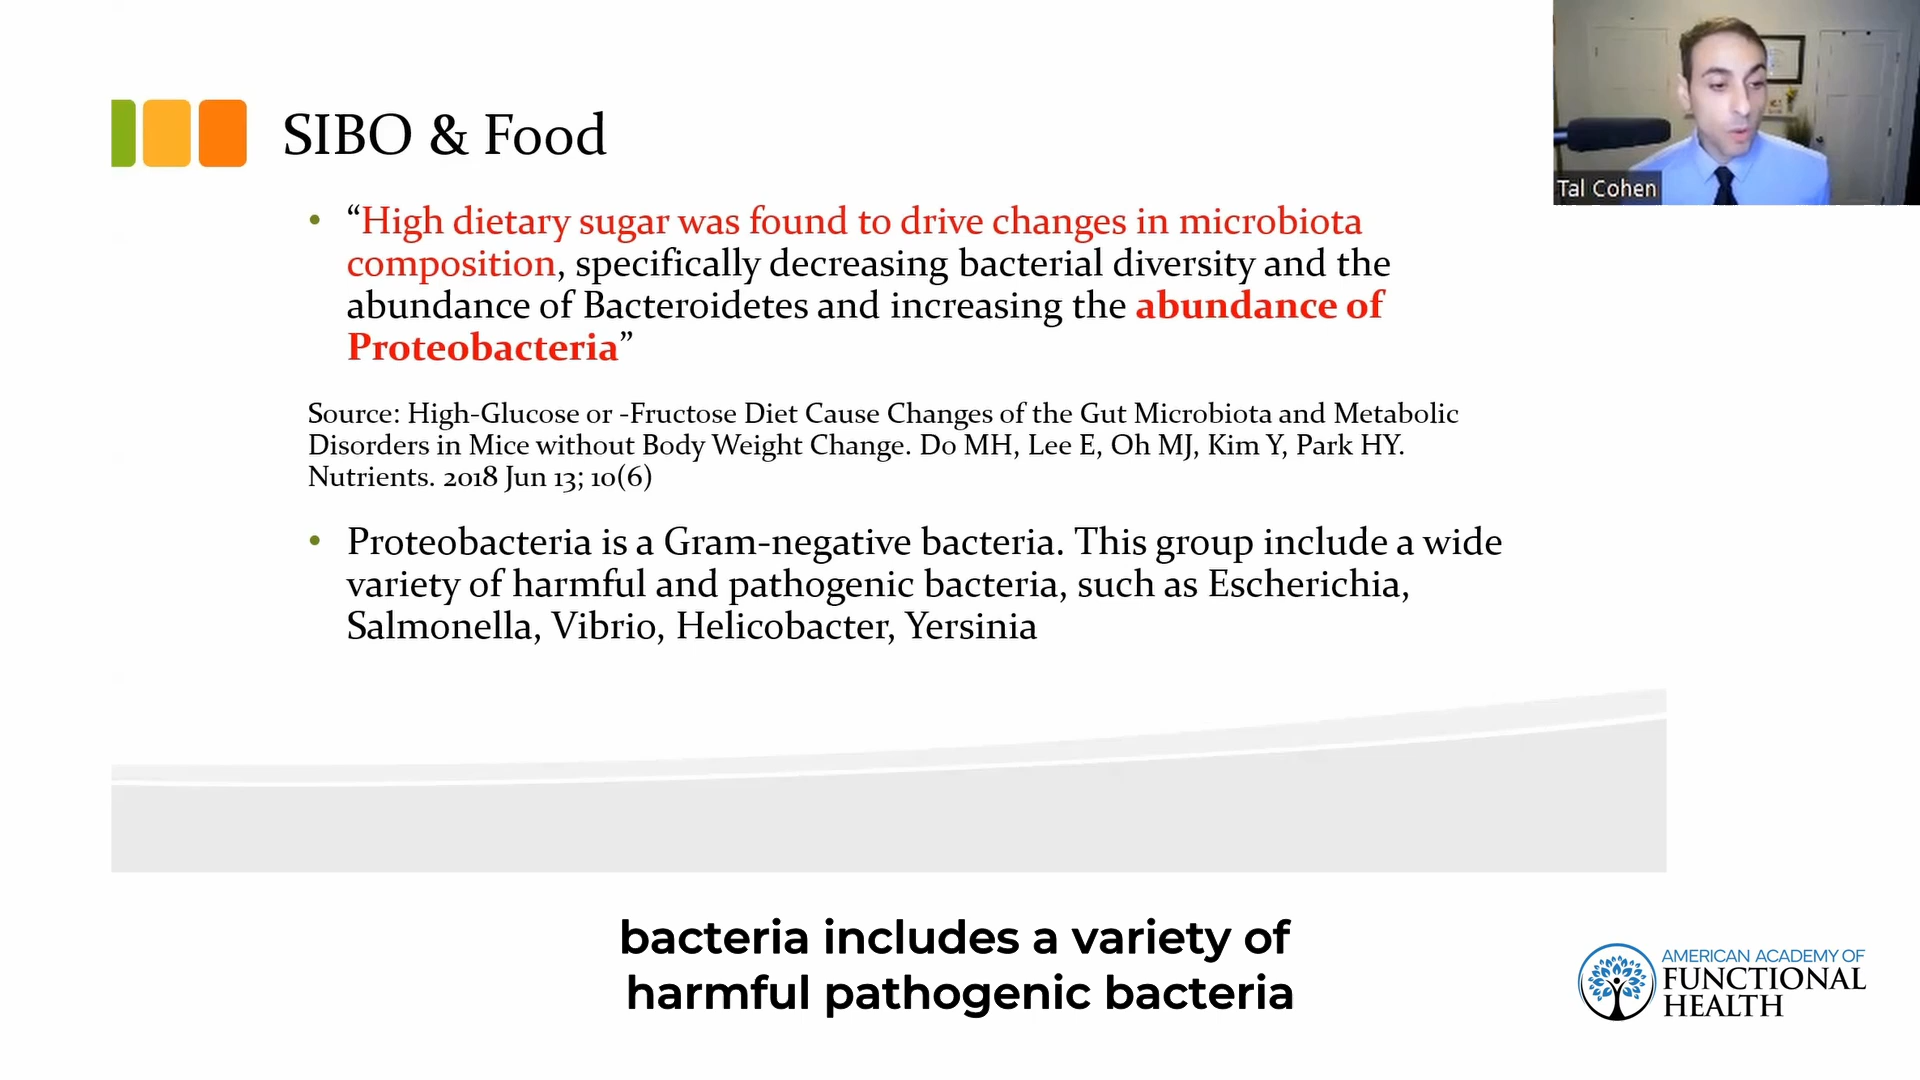 SIBO & Food
• “High dietary sugar was found to drive changes in microbiota
composition, specifically decreasing bacterial diversity and the
abundance of Bacteroidetes and increasing the abundance of
Proteobacteria”
Source: High-Glucose or -Fructose Diet Cause Changes of the Gut Microbiota and Metabolic
Disorders in Mice without Body Weight Change. Do MH, Lee E, Oh MJ, Kim Y, Park HY.
Nutrients. 2018 Jun 13; 10(6)
• Proteobacteria is a Gram-negative bacteria. This group include a wide
variety of harmful and pathogenic bacteria, such as Escherichia,
Salmonella, Vibrio, Helicobacter, Yersinia
Tal Cohen
bacteria includes a variety of
harmful pathogenic bacteria
AMERICAN ACADEMY OF
FUNCTIONAL
HEALTH